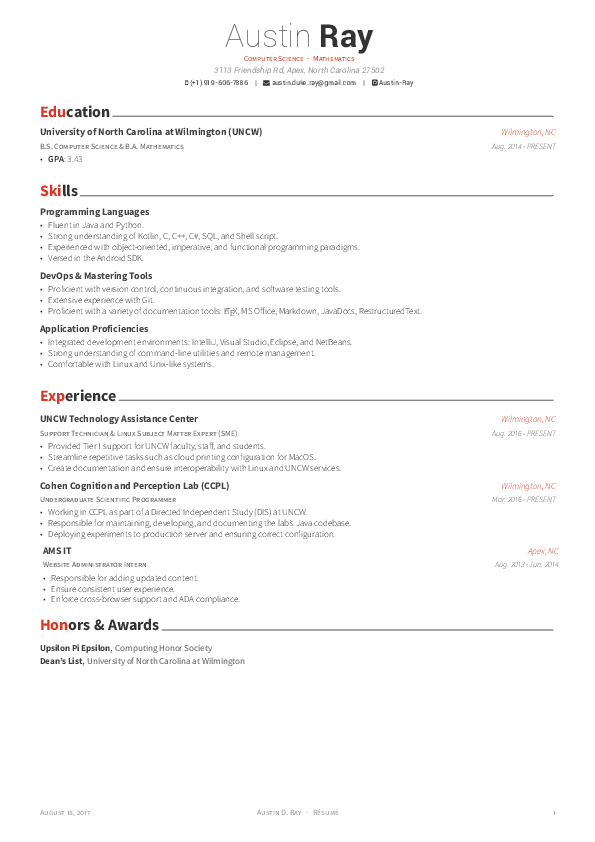 Austin Ray
Computer Science · Mathematics
3113 Friendship Rd, Apex, North Carolina 27502
(+1) 919-606-7886 | austin.duie.ray@gmail.com | Austin-Ray
Education
University of North Carolina at Wilmington (UNCW) Wilmington, NC
B.S. Computer Science & B.A. Mathematics Aug. 2014 - PRESENT
• GPA: 3.43
Skills
Programming Languages
• Fluent in Java and Python.
• Strong understanding of Kotlin, C, C++, C#, SQL, and Shell script.
• Experienced with object-oriented, imperative, and functional programming paradigms.
• Versed in the Android SDK.
DevOps & Mastering Tools
• Proficient with version control, continuous integration, and software testing tools.
• Extensive experience with Git.
• Proficient with a variety of documentation tools: LaTeX, MS Office, Markdown, JavaDocs, RestructuredText.
Application Proficiencies
• Integrated development environments: IntelliJ, Visual Studio, Eclipse, and NetBeans.
• Strong understanding of command-line utilities and remote management.
• Comfortable with Linux and Unix-like systems.
Experience
UNCW Technology Assistance Center Wilmington, NC
Support Technician & Linux Subject Matter Expert (SME) Aug. 2016 - PRESENT
• Provided Tier I support for UNCW faculty, staff, and students.
• Streamline repetitive tasks such as cloud printing configuration for MacOS.
• Create documentation and ensure interoperability with Linux and UNCW services.
Cohen Cognition and Perception Lab (CCPL) Wilmington, NC
Undergraduate Scientific Programmer Mar. 2016 - PRESENT
• Working in CCPL as part of a Directed Independent Study (DIS) at UNCW.
• Responsible for maintaining, developing, and documenting the lab's Java codebase.
• Deploying experiments to production server and ensuring correct configuration.
AMS IT Apex, NC
Website Administrator Intern Aug. 2013 - Jun. 2014
• Responsible for adding updated content.
• Ensure consistent user experience.
• Enforce cross-browser support and ADA compliance.
Honors & Awards
Upsilon Pi Epsilon, Computing Honor Society
Dean's List, University of North Carolina at Wilmington
August 18, 2017 Austin D. Ray · Résumé 1